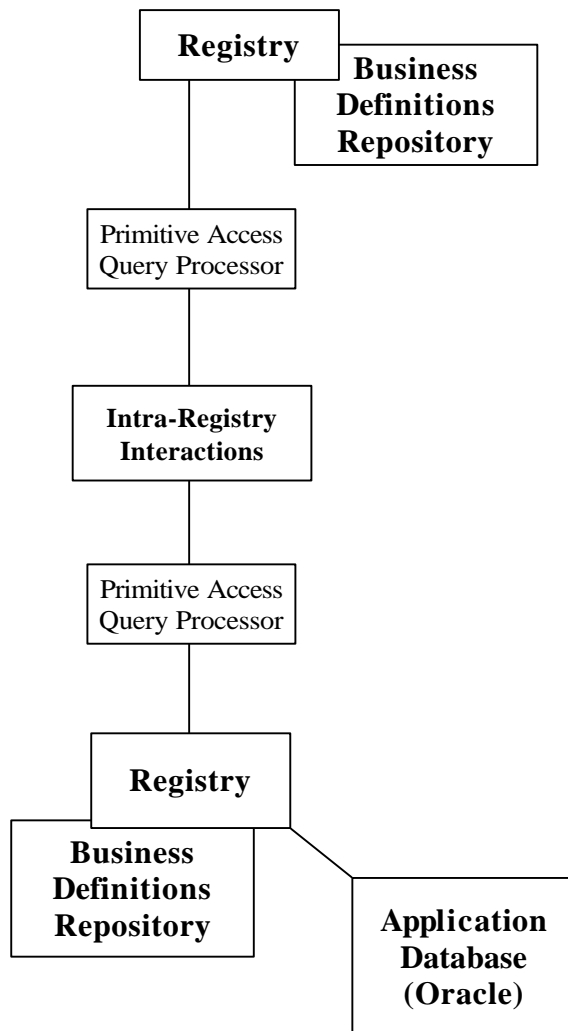 Registry
Business
Definitions
Repository
Primitive Access
Query Processor
Intra-Registry
Interactions
Primitive Access
Query Processor
Registry
Business
Definitions
Repository
Application
Database
(Oracle)